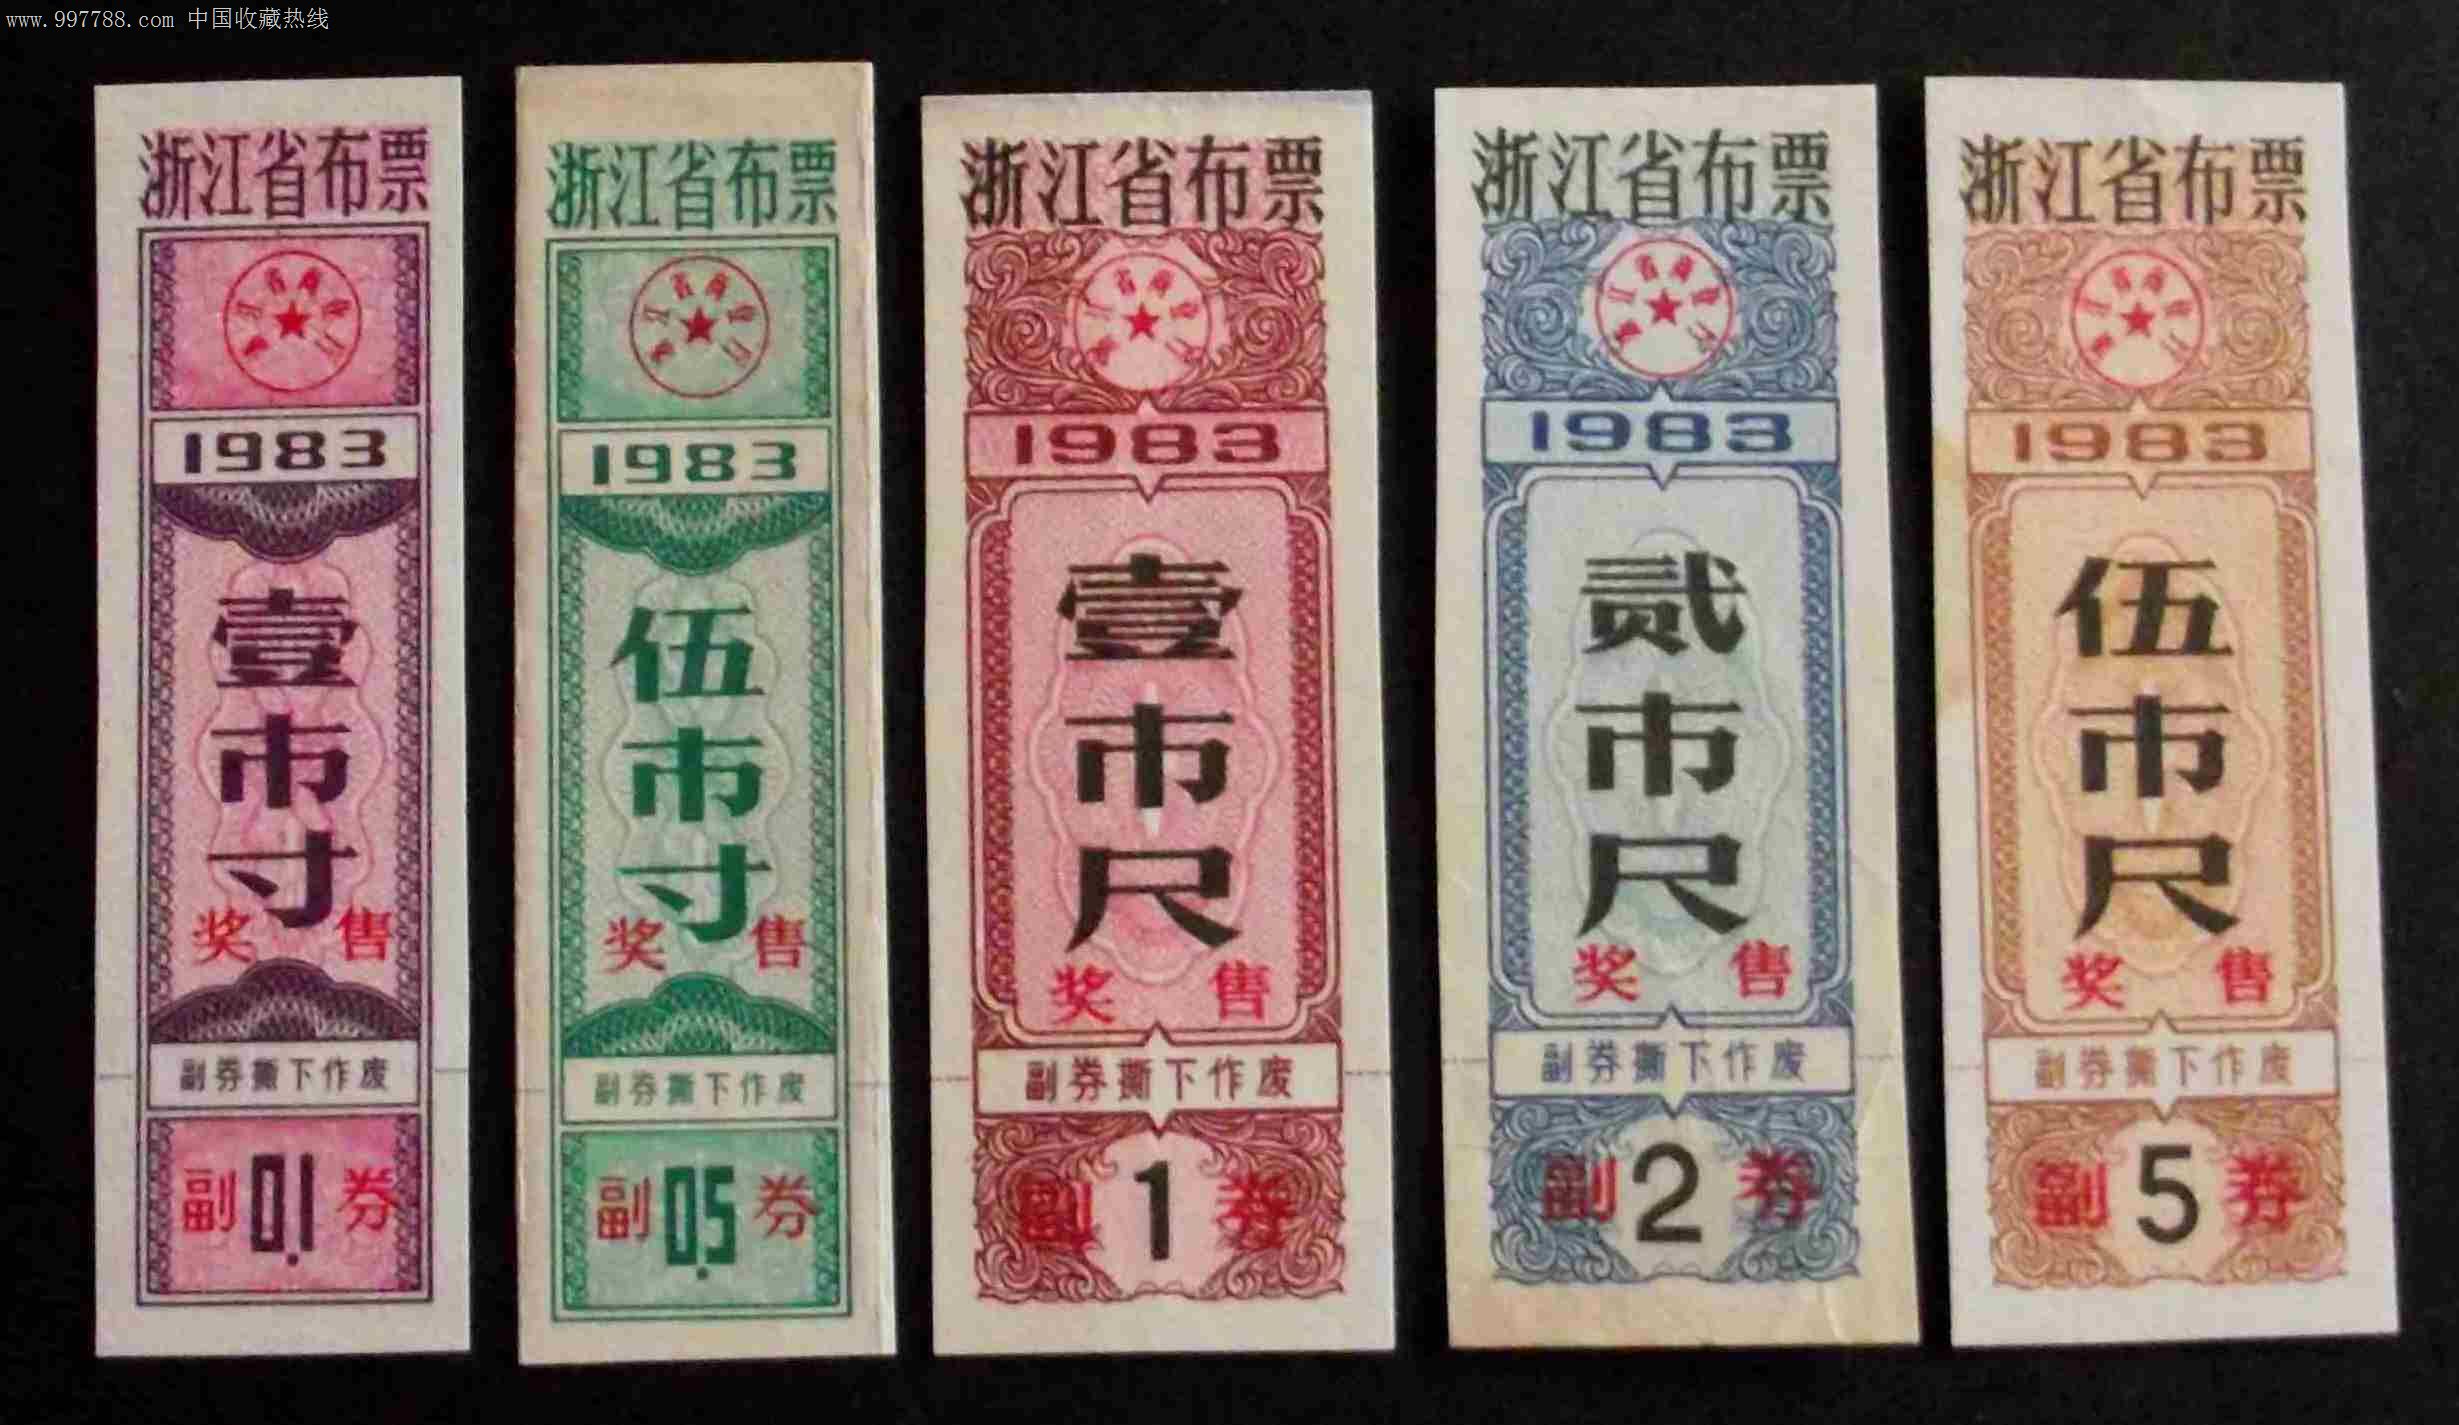 www.997788.com 中国收藏热线
浙江省布票
1983
壹市寸
奖 售
副券撕下作废
副 0.1 券
浙江省布票
1983
伍市寸
奖 售
副券撕下作废
副 0.5 券
浙江省布票
1983
壹市尺
奖 售
副券撕下作废
副 1 券
浙江省布票
1983
贰市尺
奖 售
副券撕下作废
副 2 券
浙江省布票
1983
伍市尺
奖 售
副券撕下作废
副 5 券